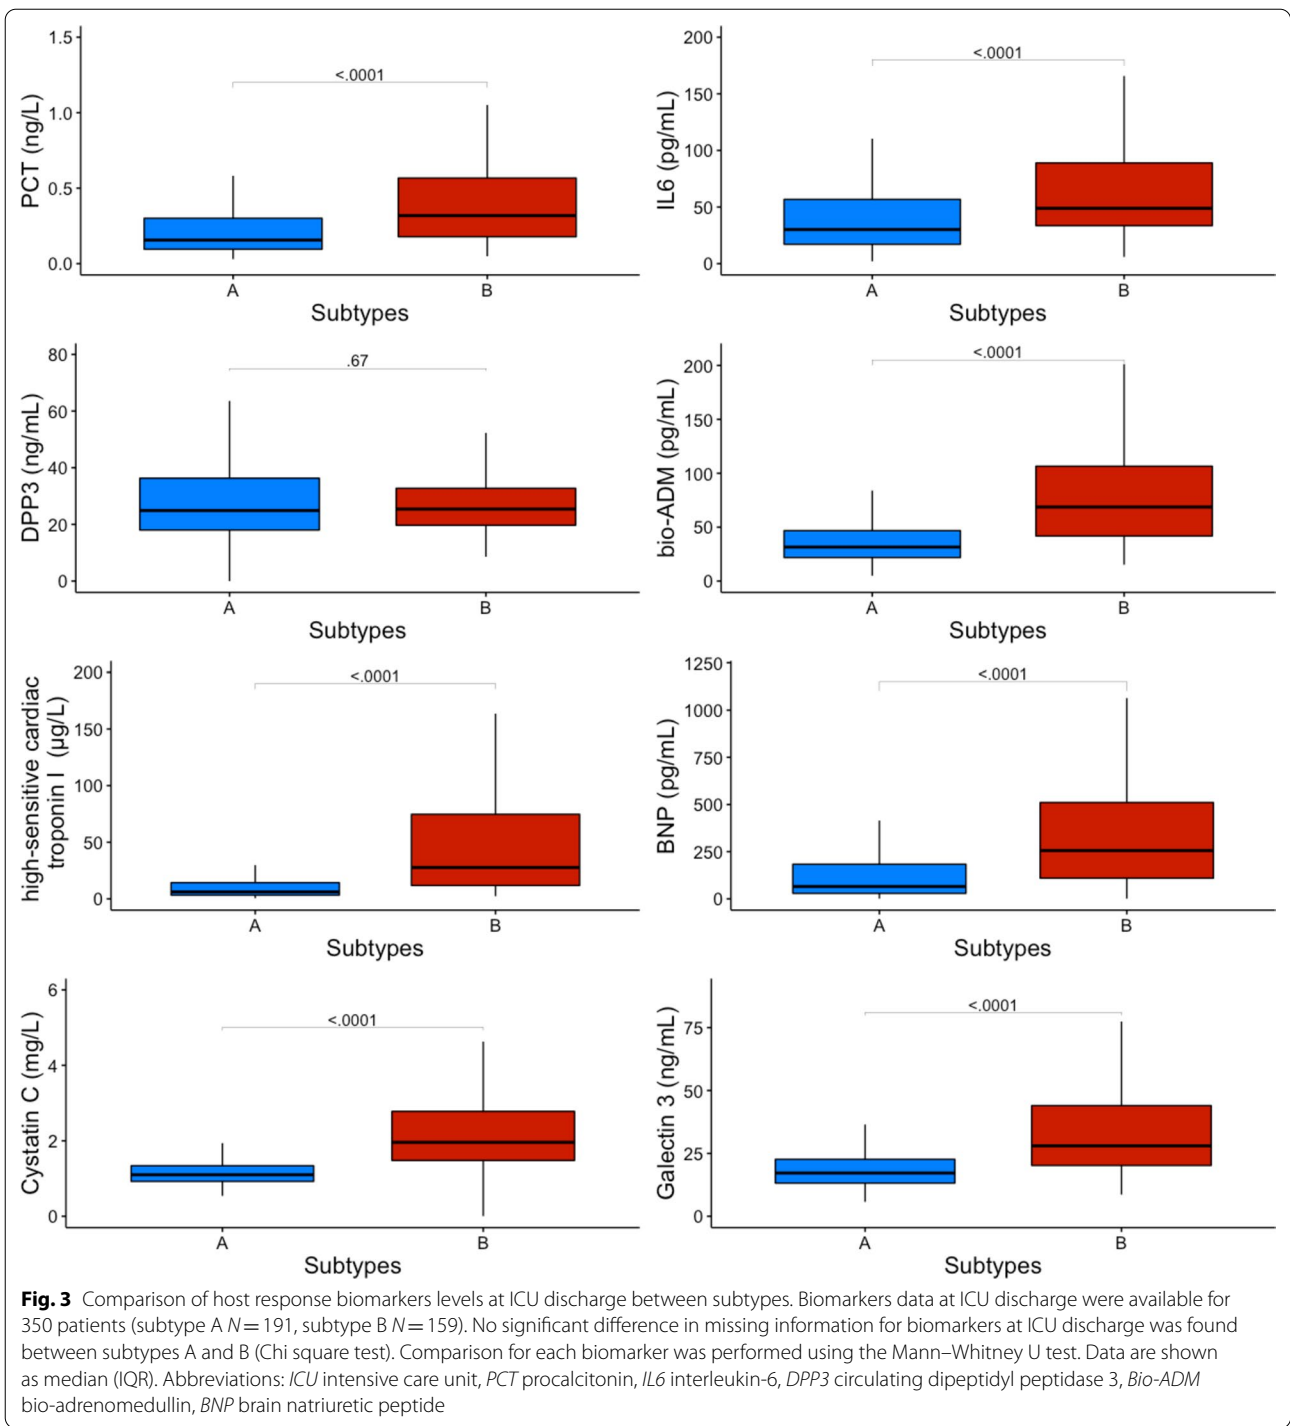 1.5
1.0
0.5
0.0
PCT (ng/L)
<.0001
A B
Subtypes
200
150
100
50
0
IL6 (pg/mL)
<.0001
A B
Subtypes
80
60
40
20
0
DPP3 (ng/mL)
.67
A B
Subtypes
200
150
100
50
0
bio-ADM (pg/mL)
<.0001
A B
Subtypes
200
150
100
50
0
high-sensitive cardiac
troponin I (µg/L)
<.0001
A B
Subtypes
1250
1000
750
500
250
0
BNP (pg/mL)
<.0001
A B
Subtypes
6
4
2
0
Cystatin C (mg/L)
<.0001
A B
Subtypes
75
50
25
0
Galectin 3 (ng/mL)
<.0001
A B
Subtypes
Fig. 3 Comparison of host response biomarkers levels at ICU discharge between subtypes. Biomarkers data at ICU discharge were available for
350 patients (subtype A N = 191, subtype B N = 159). No significant difference in missing information for biomarkers at ICU discharge was found
between subtypes A and B (Chi square test). Comparison for each biomarker was performed using the Mann–Whitney U test. Data are shown
as median (IQR). Abbreviations: ICU intensive care unit, PCT procalcitonin, IL6 interleukin-6, DPP3 circulating dipeptidyl peptidase 3, Bio-ADM
bio-adrenomedullin, BNP brain natriuretic peptide